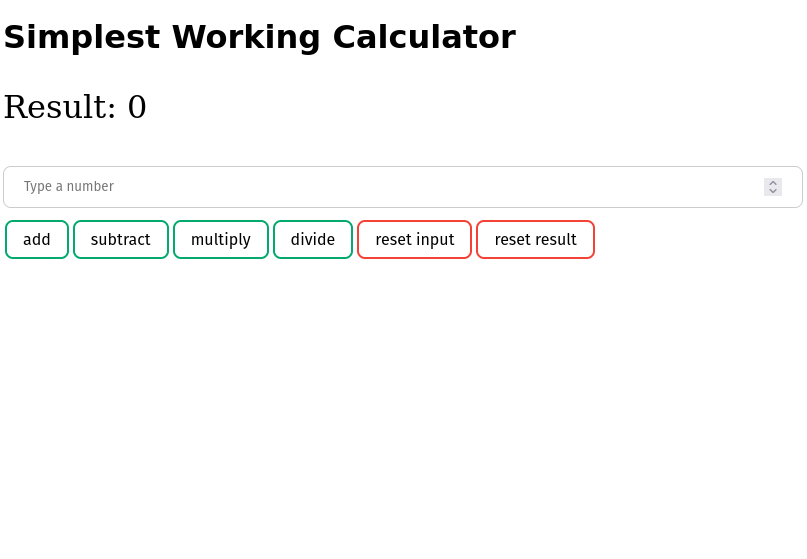 Simplest Working Calculator
Result: 0
Type a number
add subtract multiply divide reset input reset result